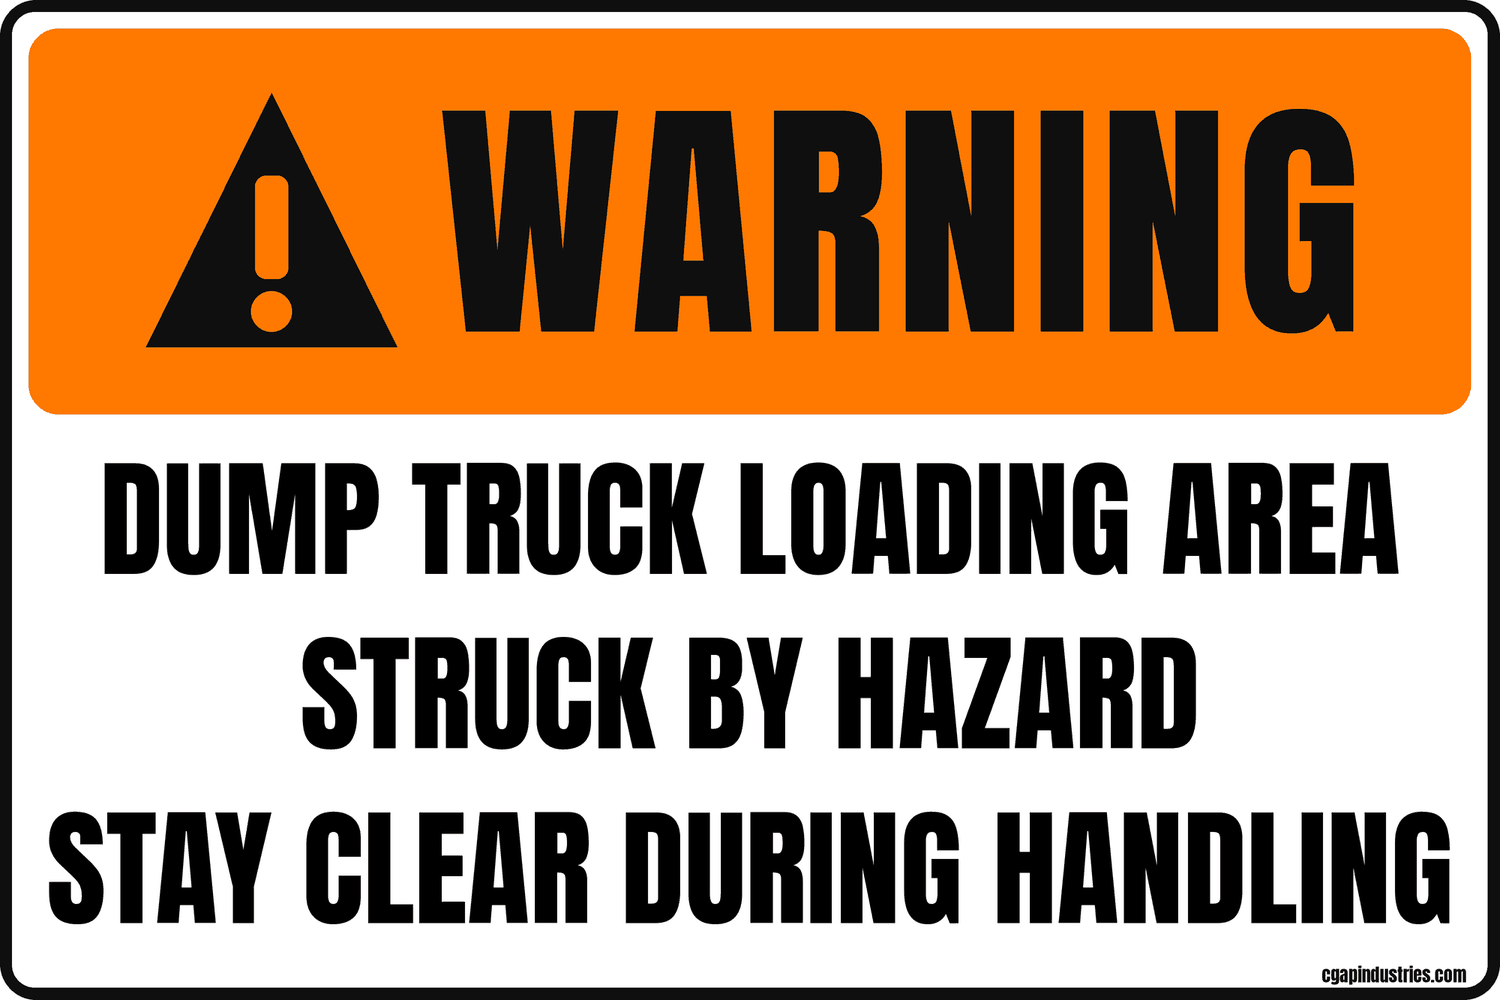 WARNING
DUMP TRUCK LOADING AREA
STRUCK BY HAZARD
STAY CLEAR DURING HANDLING
cgapindustries.com